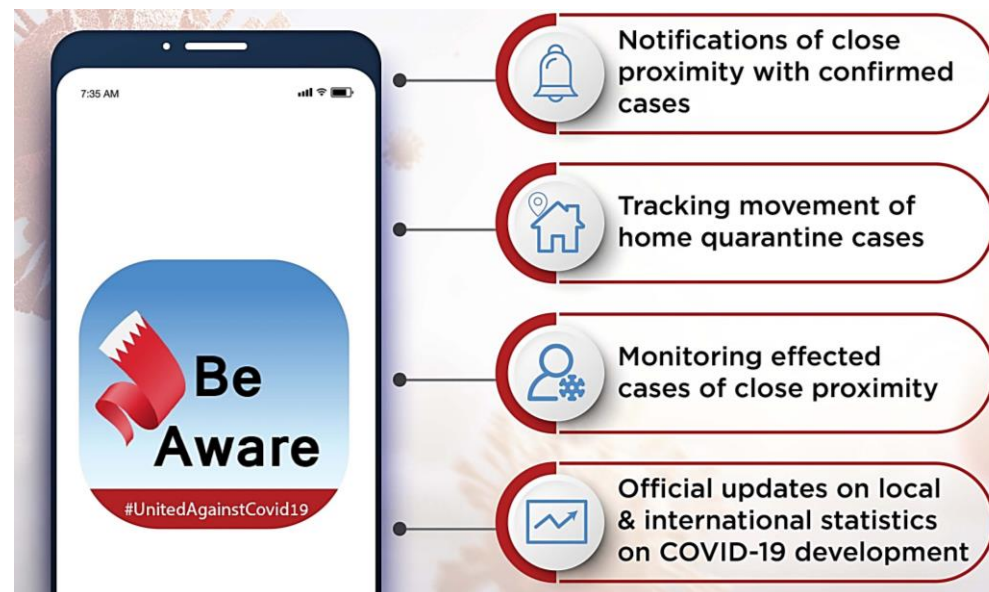 7:35 AM
Be
Aware
#UnitedAgainstCovid19
Notifications of close
proximity with confirmed
cases
Tracking movement of
home quarantine cases
Monitoring effected
cases of close proximity
Official updates on local
& international statistics
on COVID-19 development